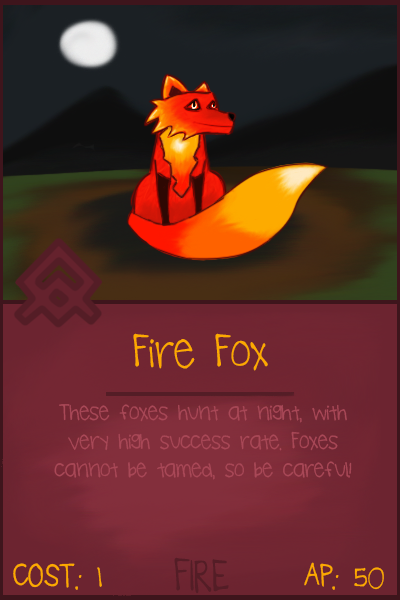 Fire Fox
These foxes hunt at night, with
very high success rate. Foxes
cannot be tamed, so be careful!
COST: 1 FIRE AP: 50